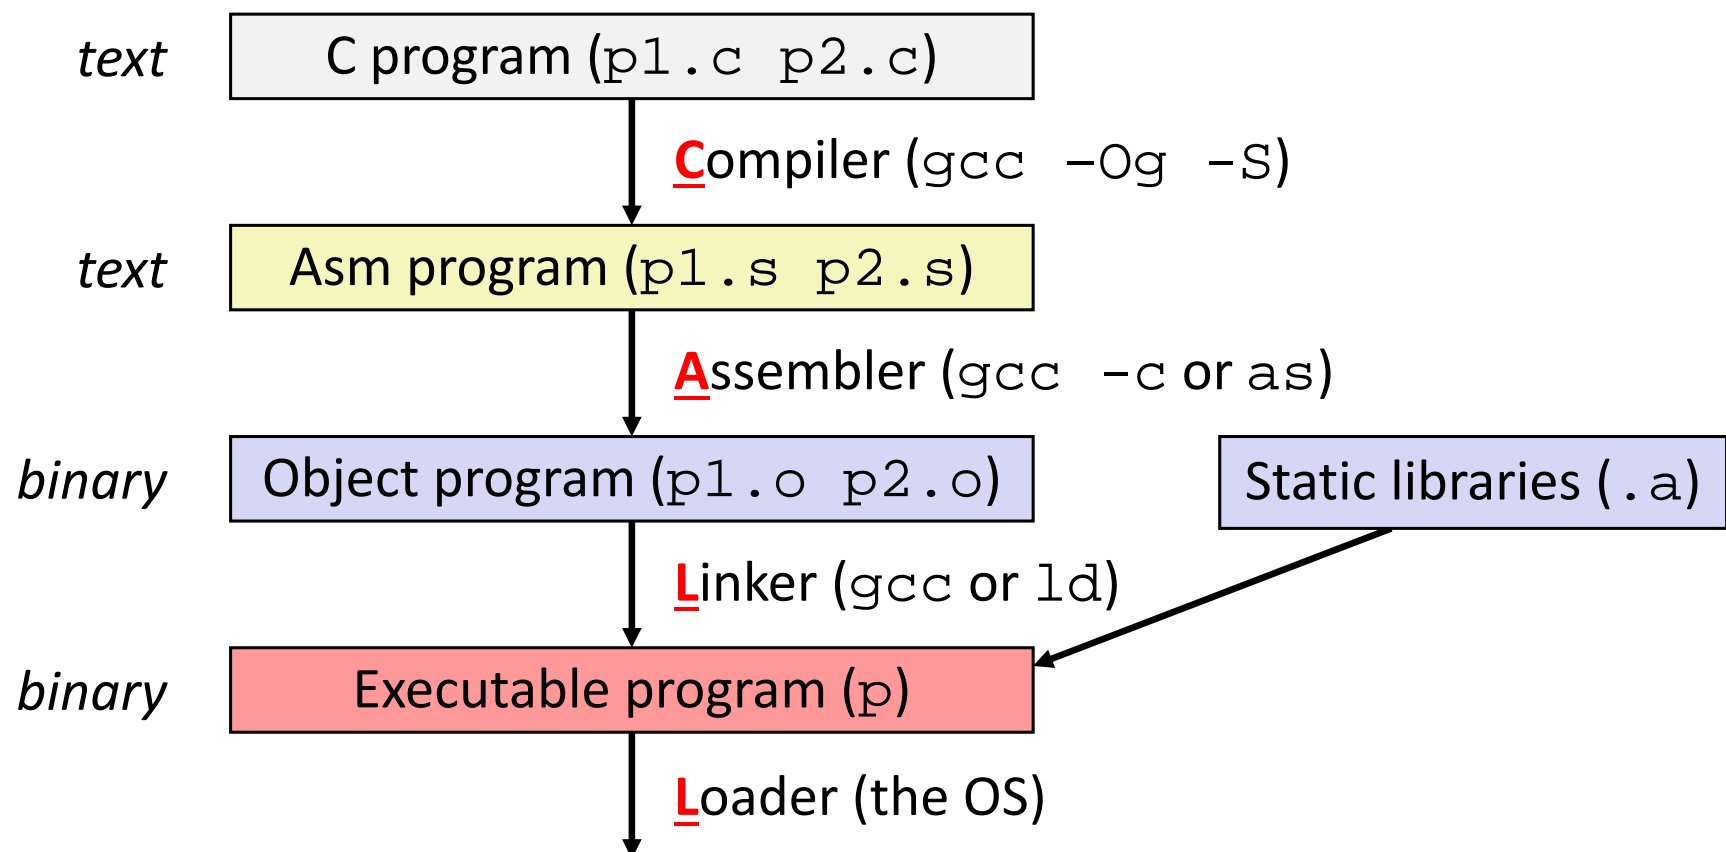 text
C program (p1.c p2.c)
Compiler (gcc -Og -S)
text
Asm program (p1.s p2.s)
Assembler (gcc -c or as)
binary
Object program (p1.o p2.o)
Static libraries (.a)
Linker (gcc or ld)
binary
Executable program (p)
Loader (the OS)